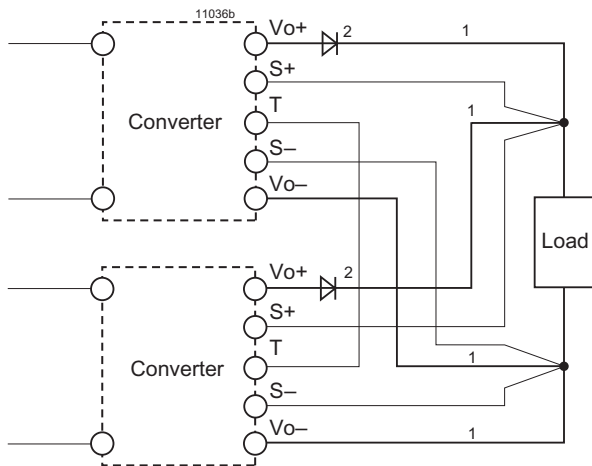 11036b
Vo+
2
1
S+
T
1
Converter
S–
Vo–
Load
Vo+
2
S+
T
1
Converter
S–
Vo–
1